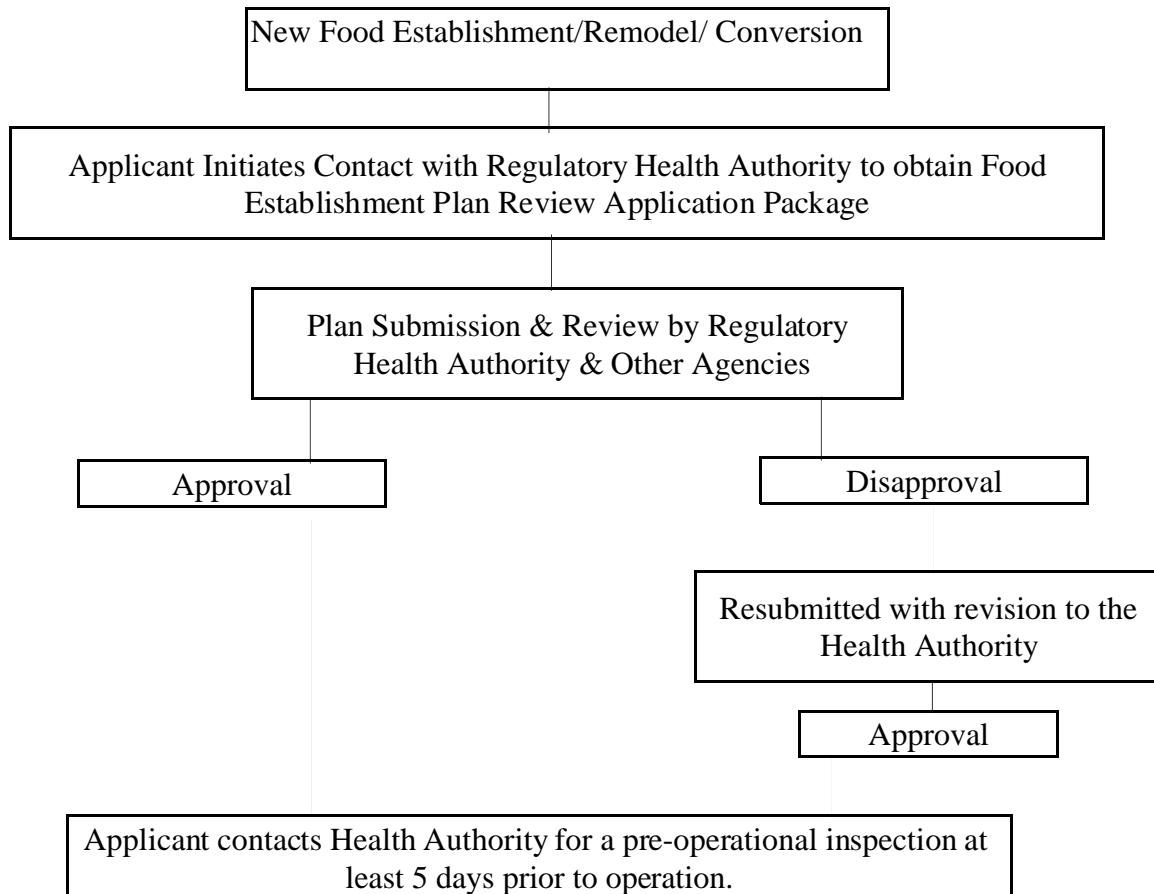 New Food Establishment/Remodel/ Conversion
Applicant Initiates Contact with Regulatory Health Authority to obtain Food
Establishment Plan Review Application Package
Plan Submission & Review by Regulatory
Health Authority & Other Agencies
Approval
Disapproval
Resubmitted with revision to the
Health Authority
Approval
Applicant contacts Health Authority for a pre-operational inspection at
least 5 days prior to operation.